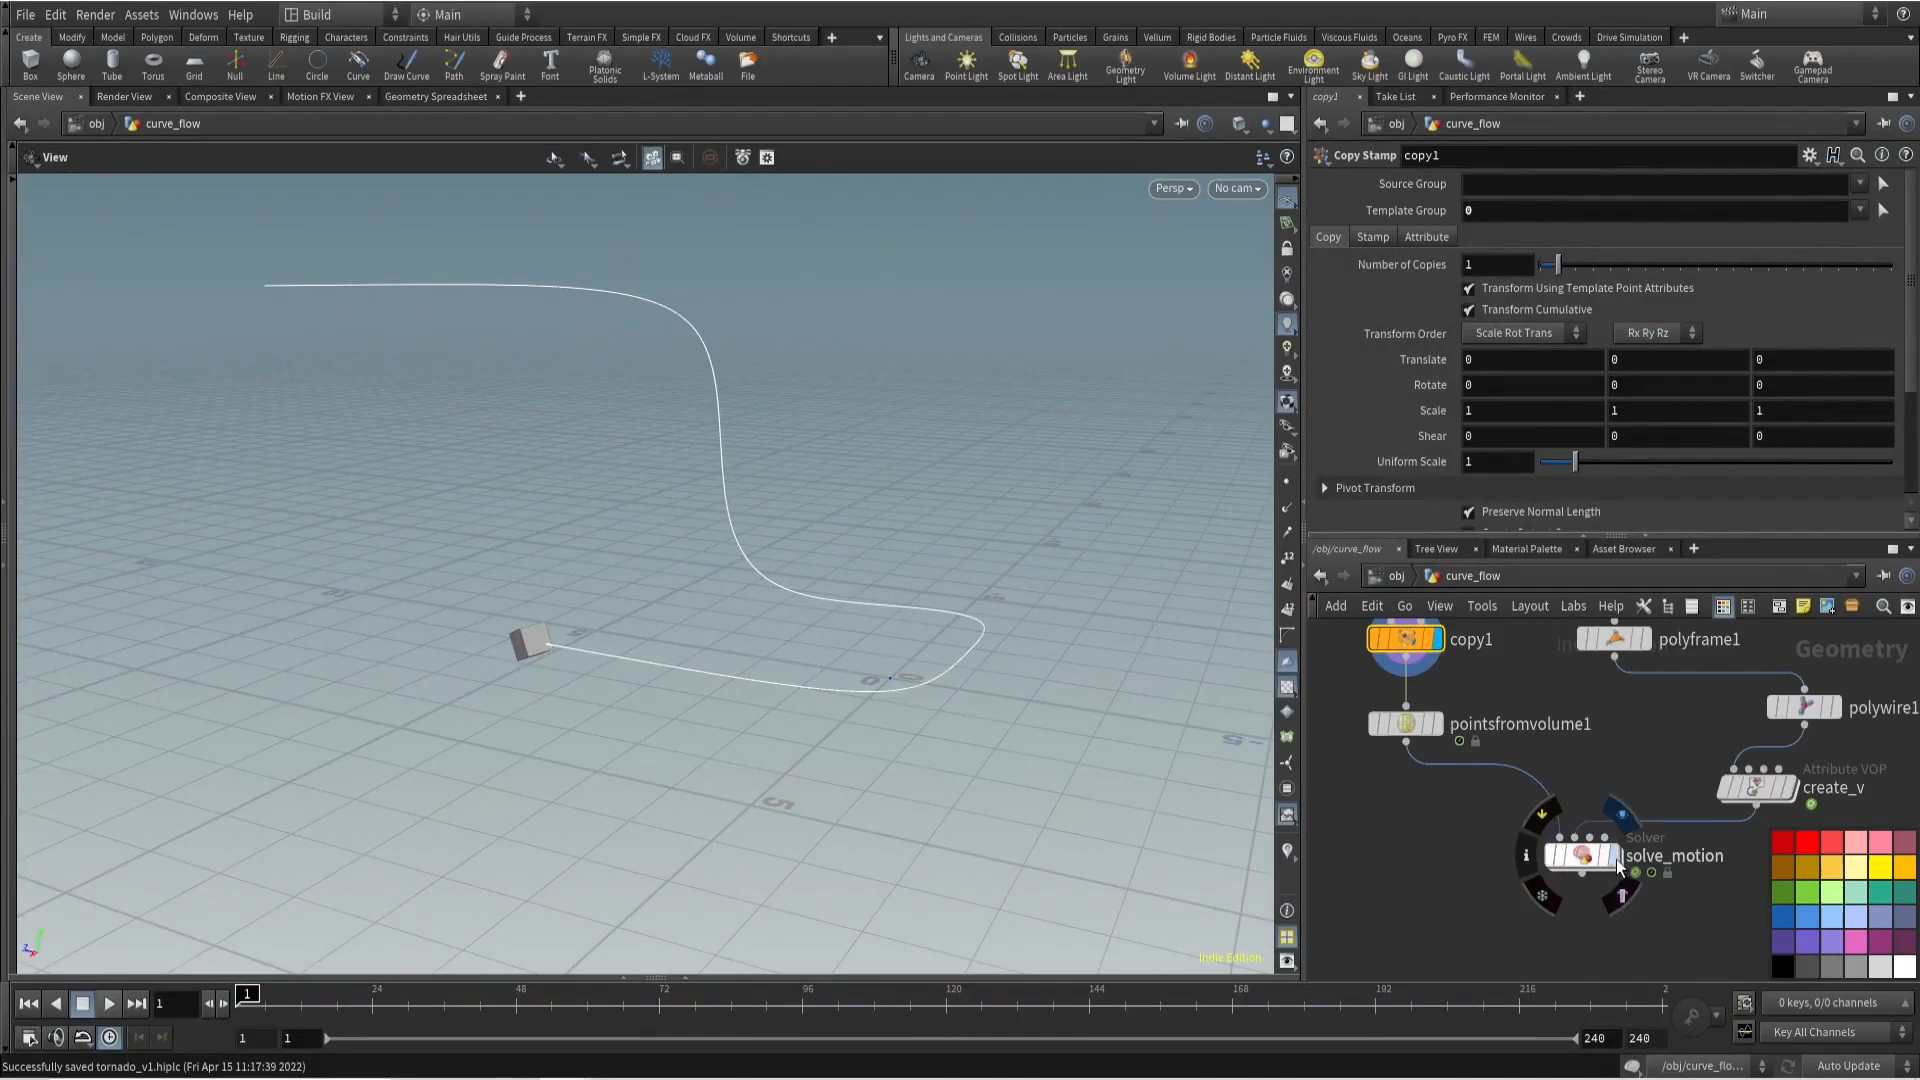 File Edit Render Assets Windows Help Build Main Main
Create Modify Model Polygon Deform Texture Rigging Characters Constraints Hair Utils Guide Process Terrain FX Simple FX Cloud FX Volume Shortcuts
Lights and Cameras Collisions Particles Grains Vellum Rigid Bodies Particle Fluids Viscous Fluids Oceans Pyro FX FEM Wires Crowds Drive Simulation
Box Sphere Tube Torus Grid Null Line Circle Curve Draw Curve Path Spray Paint Font Platonic Solids L-System Metaball File
Camera Point Light Spot Light Area Light Geometry Light Volume Light Distant Light Environment Light Sky Light GI Light Caustic Light Portal Light Ambient Light Stereo Camera VR Camera Switcher Gamepad Camera
Scene View Render View Composite View Motion FX View Geometry Spreadsheet
copy1 Take List Performance Monitor
obj curve_flow
obj curve_flow
View
Persp No cam
Copy Stamp copy1
Source Group
Template Group 0
Copy Stamp Attribute
Number of Copies 1
Transform Using Template Point Attributes
Transform Cumulative
Transform Order Scale Rot Trans Rx Ry Rz
Translate 0 0 0
Rotate 0 0 0
Scale 1 1 1
Shear 0 0 0
Uniform Scale 1
Pivot Transform
Preserve Normal Length
/obj/curve_flow Tree View Material Palette Asset Browser
obj curve_flow
Add Edit Go View Tools Layout Labs Help
copy1
polyframe1
Geometry
polywire1
pointsfromvolume1
Attribute VOP
create_v
Solver
solve_motion
Indie Edition
1 24 48 72 96 120 144 168 192 216 2
1
0 keys, 0/0 channels
1 1 240 240
Key All Channels
Successfully saved tornado_v1.hiplc (Fri Apr 15 11:17:39 2022)
/obj/curve_flo... Auto Update